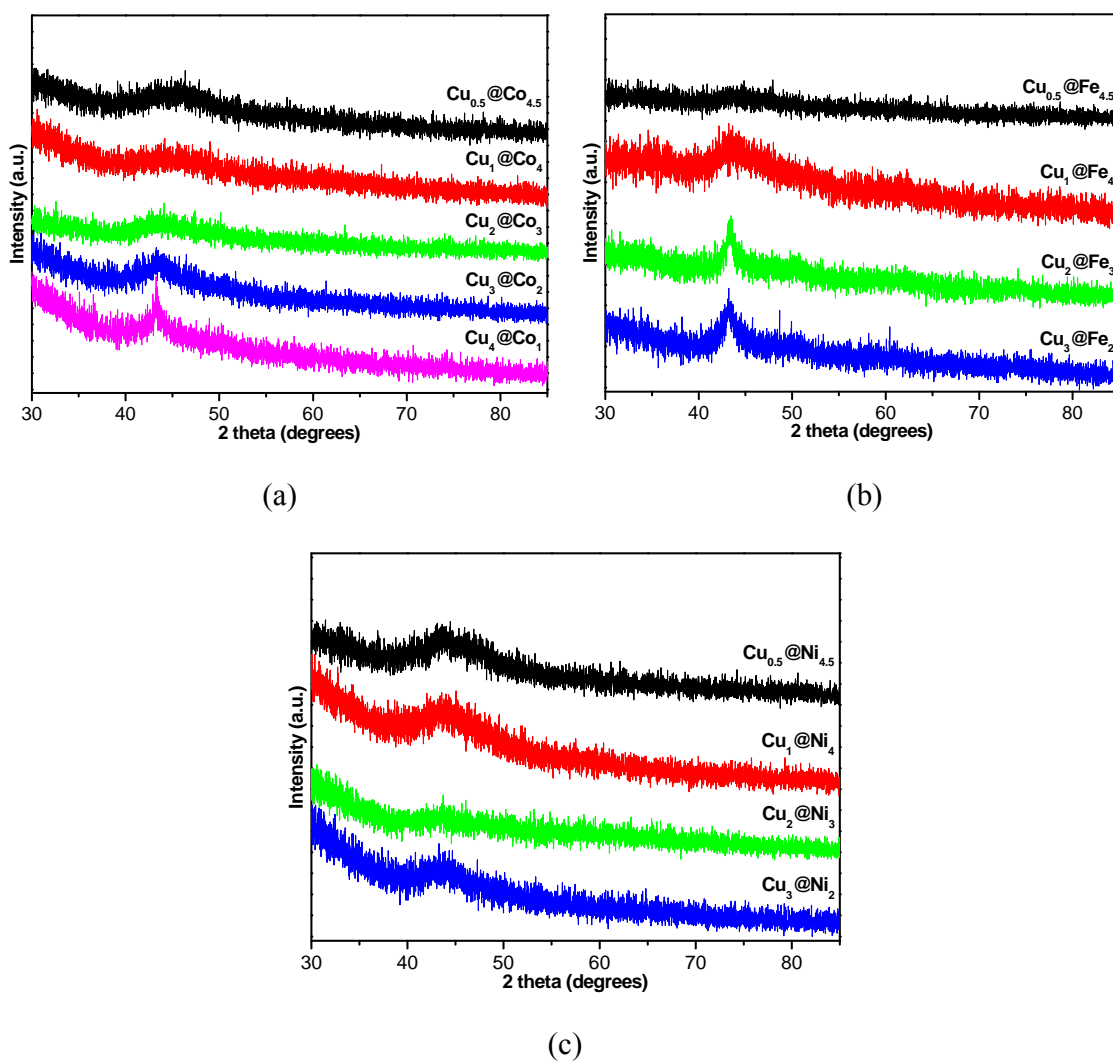 Intensity (a.u.)
Cu0.5@Co4.5
Cu1@Co4
Cu2@Co3
Cu3@Co2
Cu4@Co1
30 40 50 60 70 80
2 theta (degrees)
(a)
Intensity (a.u.)
Cu0.5@Fe4.5
Cu1@Fe4
Cu2@Fe3
Cu3@Fe2
30 40 50 60 70 80
2 theta (degrees)
(b)
Intensity (a.u.)
Cu0.5@Ni4.5
Cu1@Ni4
Cu2@Ni3
Cu3@Ni2
30 40 50 60 70 80
2 theta (degrees)
(c)